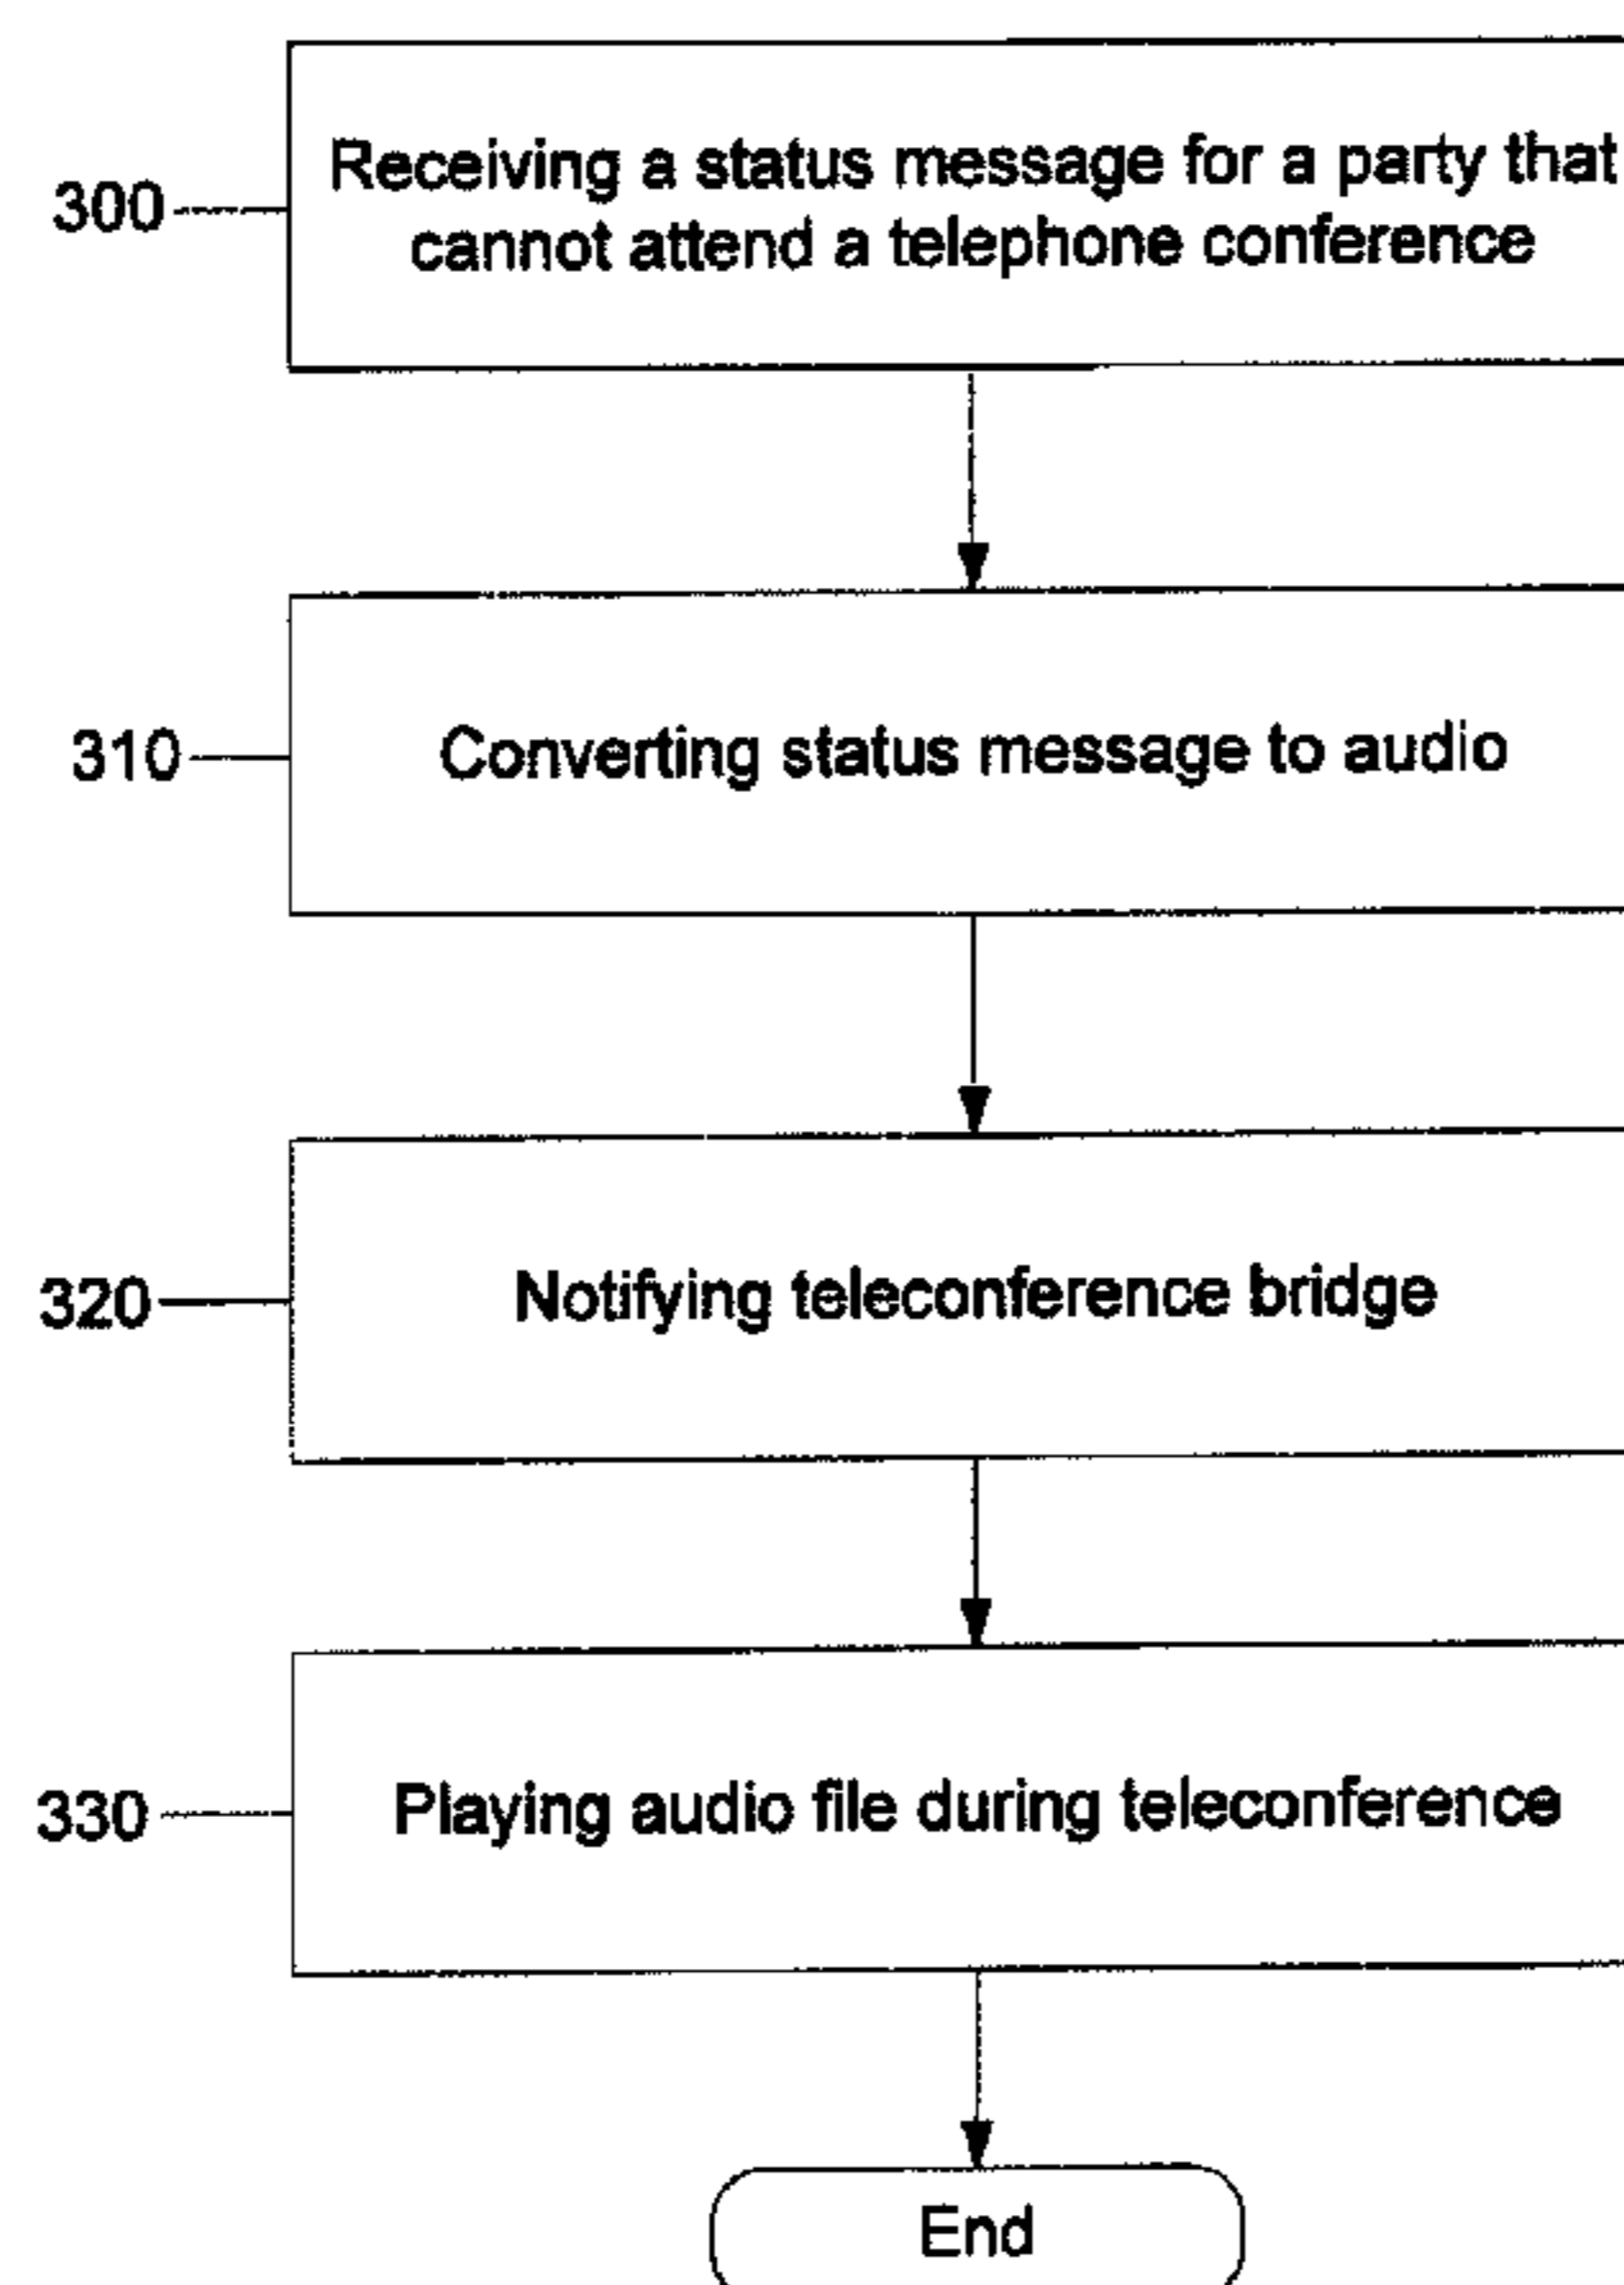 300
Receiving a status message for a party that
cannot attend a telephone conference
310
Converting status message to audio
320
Notifying teleconference bridge
330
Playing audio file during teleconference
End